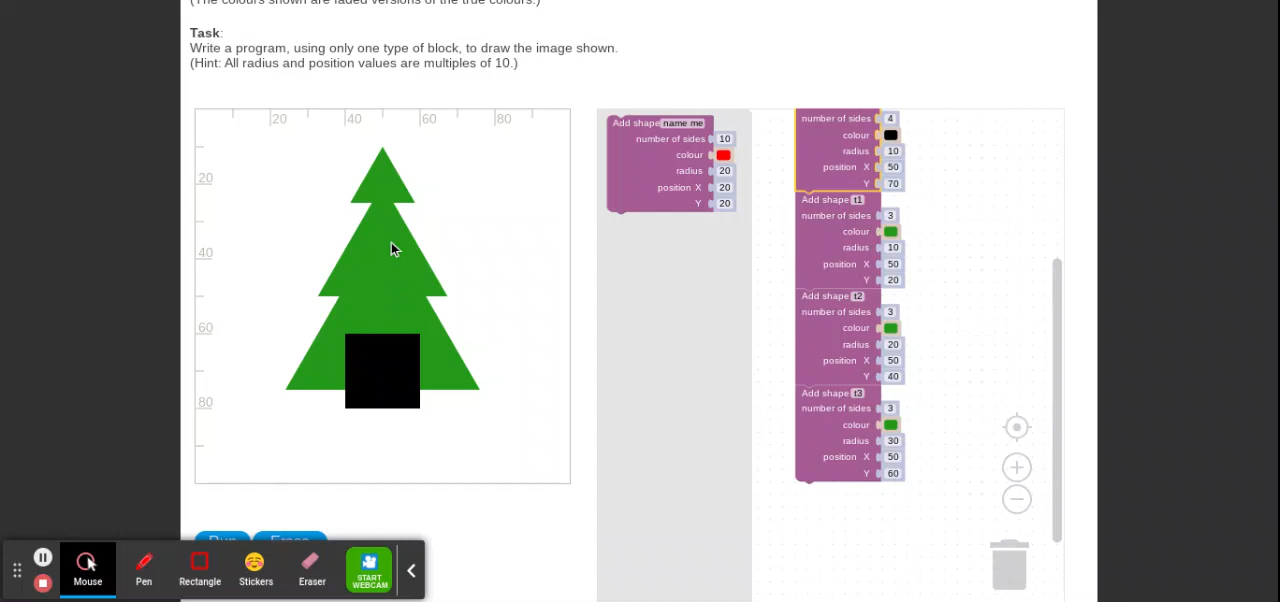 (The colours shown are faded versions of the true colours.)
Task:
Write a program, using only one type of block, to draw the image shown.
(Hint: All radius and position values are multiples of 10.)
20 40 60 80
20
40
60
80
Add shape name me
number of sides 10
colour
radius 20
position X 20
Y 20
number of sides 4
colour
radius 10
position X 50
Y 70
Add shape t1
number of sides 3
colour
radius 10
position X 50
Y 20
Add shape t2
number of sides 3
colour
radius 20
position X 50
Y 40
Add shape t3
number of sides 3
colour
radius 30
position X 50
Y 60
Run Erase
Mouse Pen Rectangle Stickers Eraser START WEBCAM